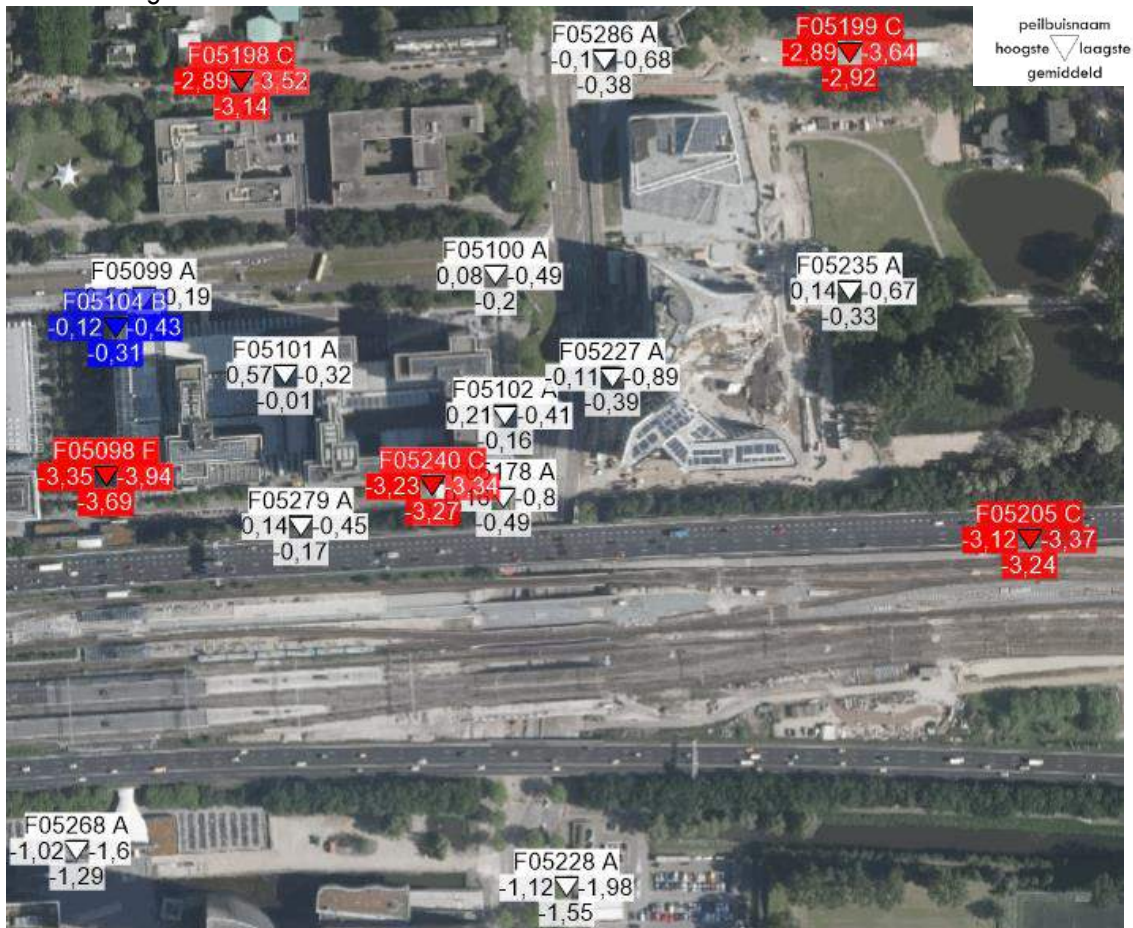 F05198 C
-2,89 -3,52
-3,14
F05286 A
-0,1 -0,68
-0,38
F05199 C
-2,89 -3,64
-2,92
peilbuisnaam
hoogste laagste
gemiddeld
F05099 A
0,19
F05104 B
-0,12 -0,43
-0,31
F05100 A
0,08 -0,49
-0,2
F05235 A
0,14 -0,67
-0,33
F05101 A
0,57 -0,32
-0,01
F05102 A
0,21 -0,41
-0,16
F05227 A
-0,11 -0,89
-0,39
F05098 F
-3,35 -3,94
-3,69
F05240 C
-3,23 -3,34
-3,27
5178 A
-0,8
-0,49
F05279 A
0,14 -0,45
-0,17
F05205 C
-3,12 -3,37
-3,24
F05268 A
-1,02 -1,6
-1,29
F05228 A
-1,12 -1,98
-1,55